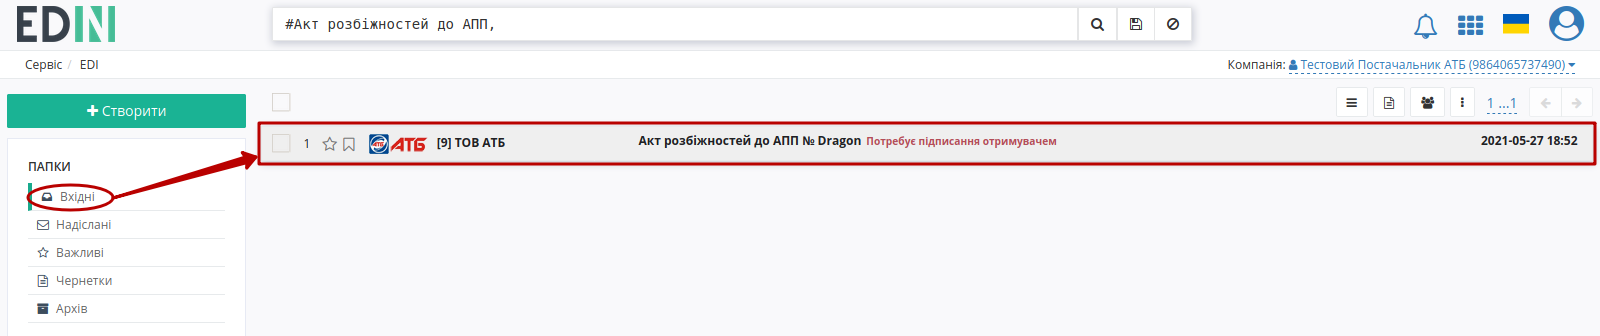 EDIN
#Акт розбіжностей до АПП,
Сервіс / EDI
Компанія: Тестовий Постачальник АТБ (9864065737490)
Створити
1 ...1
1 АТБ [9] ТОВ АТБ Акт розбіжностей до АПП № Dragon Потребує підписання отримувачем 2021-05-27 18:52
ПАПКИ
Вхідні
Надіслані
Важливі
Чернетки
Архів